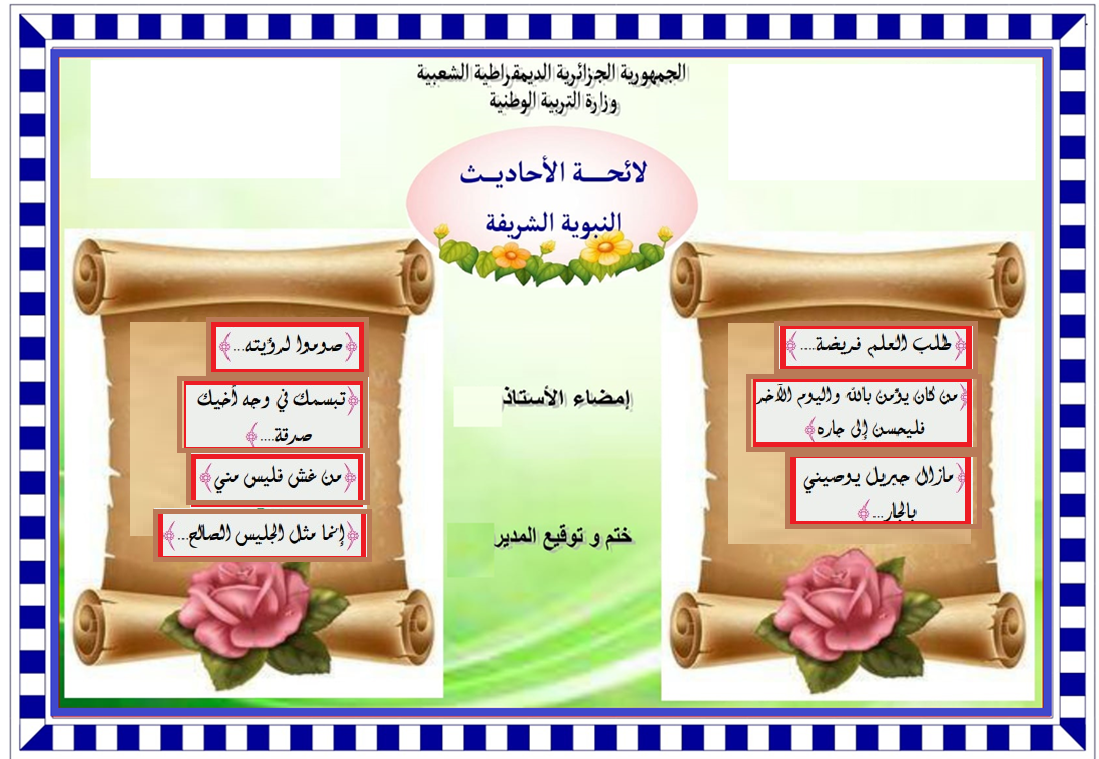 الجمهورية الجزائرية الديمقراطية الشعبية
وزارة التربية الوطنية
لائحـــة الأحاديــث
النبوية الشريفة
﴿طلب العلم فريضة....﴾
﴿من كان يؤمن بالله واليوم الآخر
فليحسن إلى جاره﴾
﴿مازال جبريل يوصيني
بالجار...﴾
إمضاء الأستاذ
ختم و توقيع المدير
﴿صوموا لرؤيته...﴾
﴿تبسمك في وجه أخيك
صدقة....﴾
﴿من غش فليس مني﴾
﴿إنما مثل الجليس الصالح...﴾